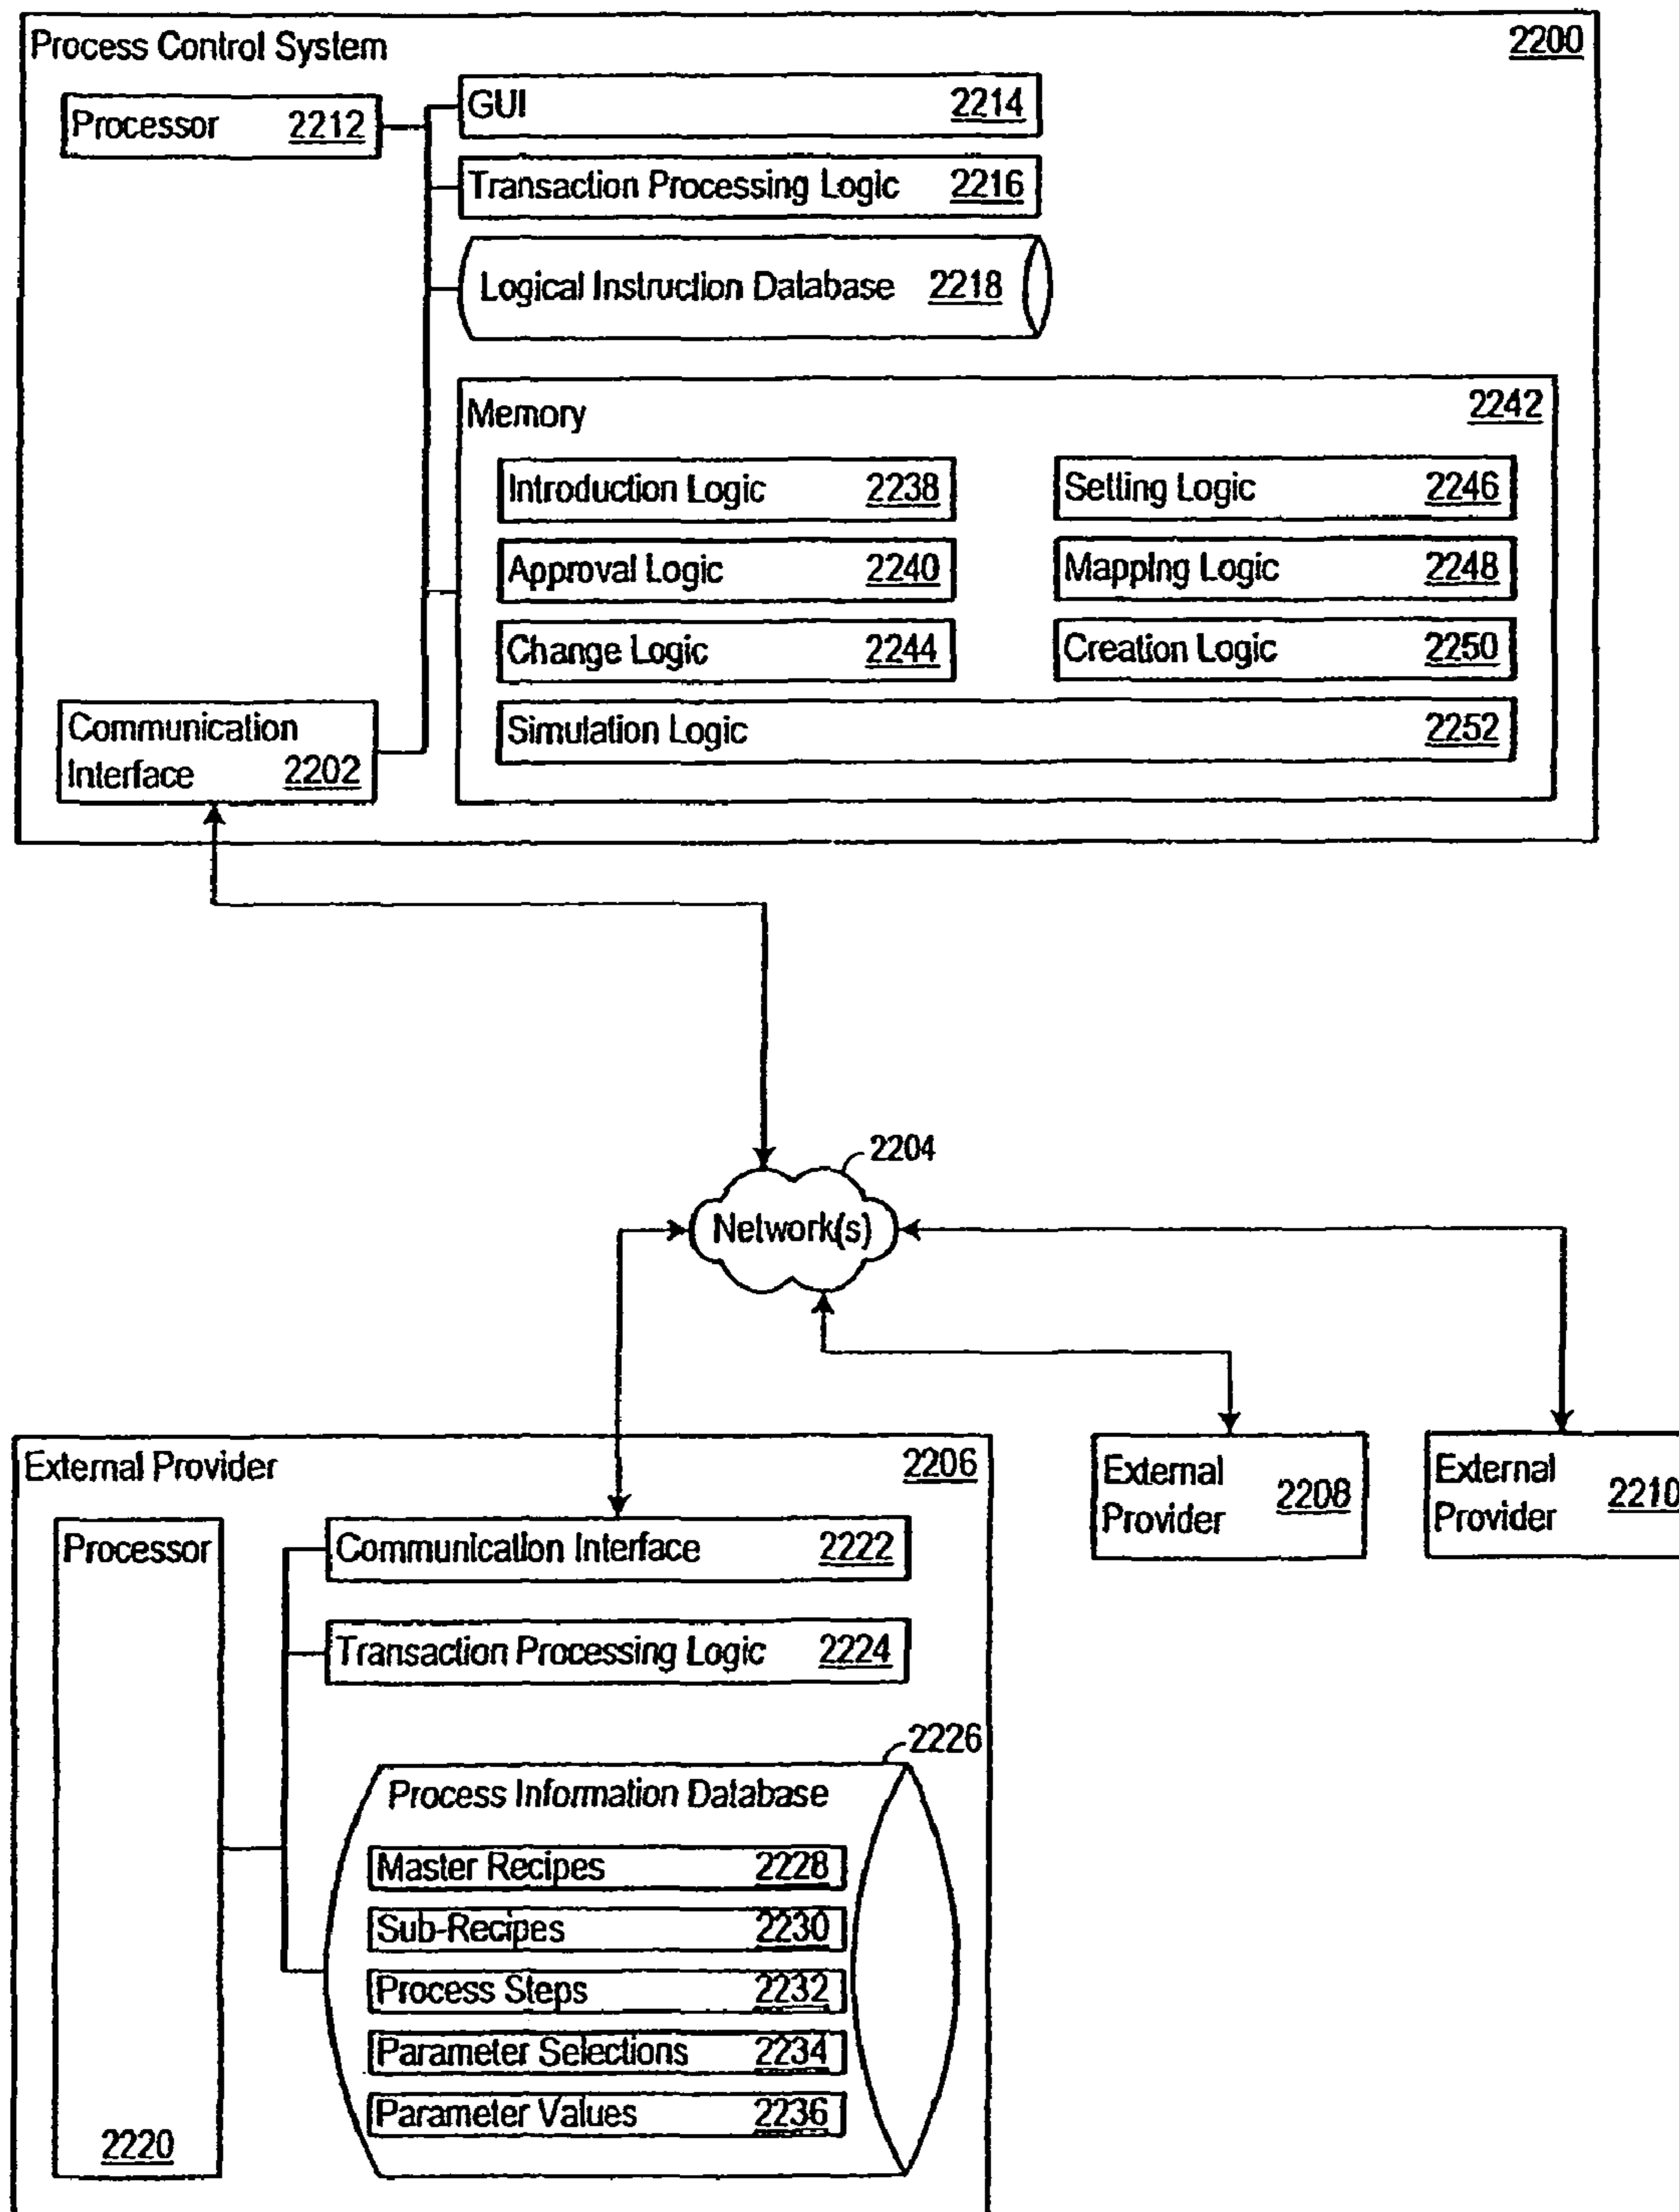 Process Control System 2200
Processor 2212
GUI 2214
Transaction Processing Logic 2216
Logical Instruction Database 2218
Memory 2242
Introduction Logic 2238
Setting Logic 2246
Approval Logic 2240
Mapping Logic 2248
Change Logic 2244
Creation Logic 2250
Simulation Logic 2252
Communication
Interface 2202
2204
Network(s)
External Provider 2206
Processor
2220
Communication Interface 2222
Transaction Processing Logic 2224
2226
Process Information Database
Master Recipes 2228
Sub-Recipes 2230
Process Steps 2232
Parameter Selections 2234
Parameter Values 2236
External
Provider 2208
External
Provider 2210